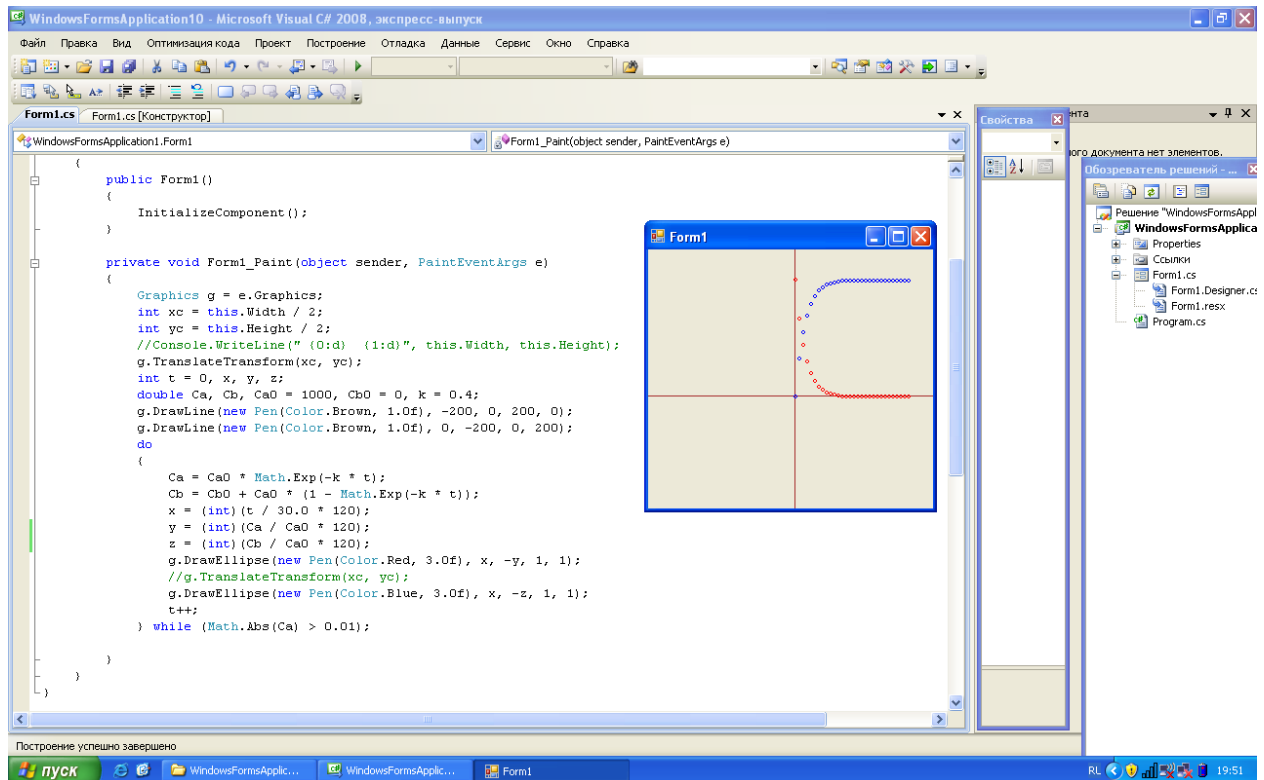 WindowsFormsApplication10 - Microsoft Visual C# 2008, экспресс-выпуск
Файл Правка Вид Оптимизация кода Проект Построение Отладка Данные Сервис Окно Справка
Form1.cs Form1.cs [Конструктор]
WindowsFormsApplication1.Form1 Form1_Paint(object sender, PaintEventArgs e)
{
public Form1()
{
InitializeComponent();
}
private void Form1_Paint(object sender, PaintEventArgs e)
{
Graphics g = e.Graphics;
int xc = this.Width / 2;
int yc = this.Height / 2;
//Console.WriteLine(" {0:d}  {1:d}", this.Width, this.Height);
g.TranslateTransform(xc, yc);
int t = 0, x, y, z;
double Ca, Cb, Ca0 = 1000, Cb0 = 0, k = 0.4;
g.DrawLine(new Pen(Color.Brown, 1.0f), -200, 0, 200, 0);
g.DrawLine(new Pen(Color.Brown, 1.0f), 0, -200, 0, 200);
do
{
Ca = Ca0 * Math.Exp(-k * t);
Cb = Cb0 + Ca0 * (1 - Math.Exp(-k * t));
x = (int)(t / 30.0 * 120);
y = (int)(Ca / Ca0 * 120);
z = (int)(Cb / Ca0 * 120);
g.DrawEllipse(new Pen(Color.Red, 3.0f), x, -y, 1, 1);
//g.TranslateTransform(xc, yc);
g.DrawEllipse(new Pen(Color.Blue, 3.0f), x, -z, 1, 1);
t++;
} while (Math.Abs(Ca) > 0.01);
}
}
}
Form1
Свойства
нта
ого документа нет элементов.
Обозреватель решений - ...
Решение "WindowsFormsAppl
WindowsFormsApplica
Properties
Ссылки
Form1.cs
Form1.Designer.cs
Form1.resx
Program.cs
Построение успешно завершено
пуск WindowsFormsApplic... WindowsFormsApplic... Form1 RL 19:51